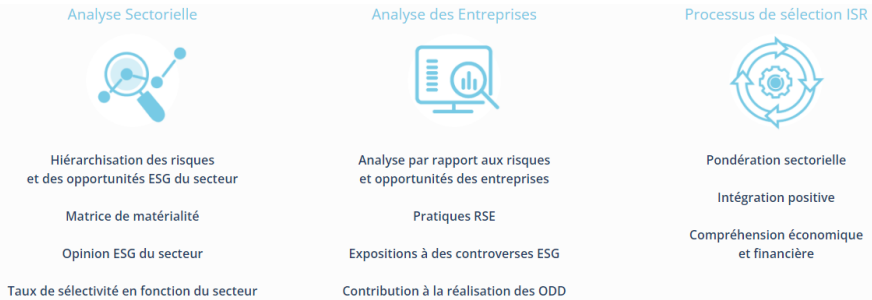 Analyse Sectorielle
Hiérarchisation des risques
et des opportunités ESG du secteur
Matrice de matérialité
Opinion ESG du secteur
Taux de sélectivité en fonction du secteur
Analyse des Entreprises
Analyse par rapport aux risques
et opportunités des entreprises
Pratiques RSE
Expositions à des controverses ESG
Contribution à la réalisation des ODD
Processus de sélection ISR
Pondération sectorielle
Intégration positive
Compréhension économique
et financière